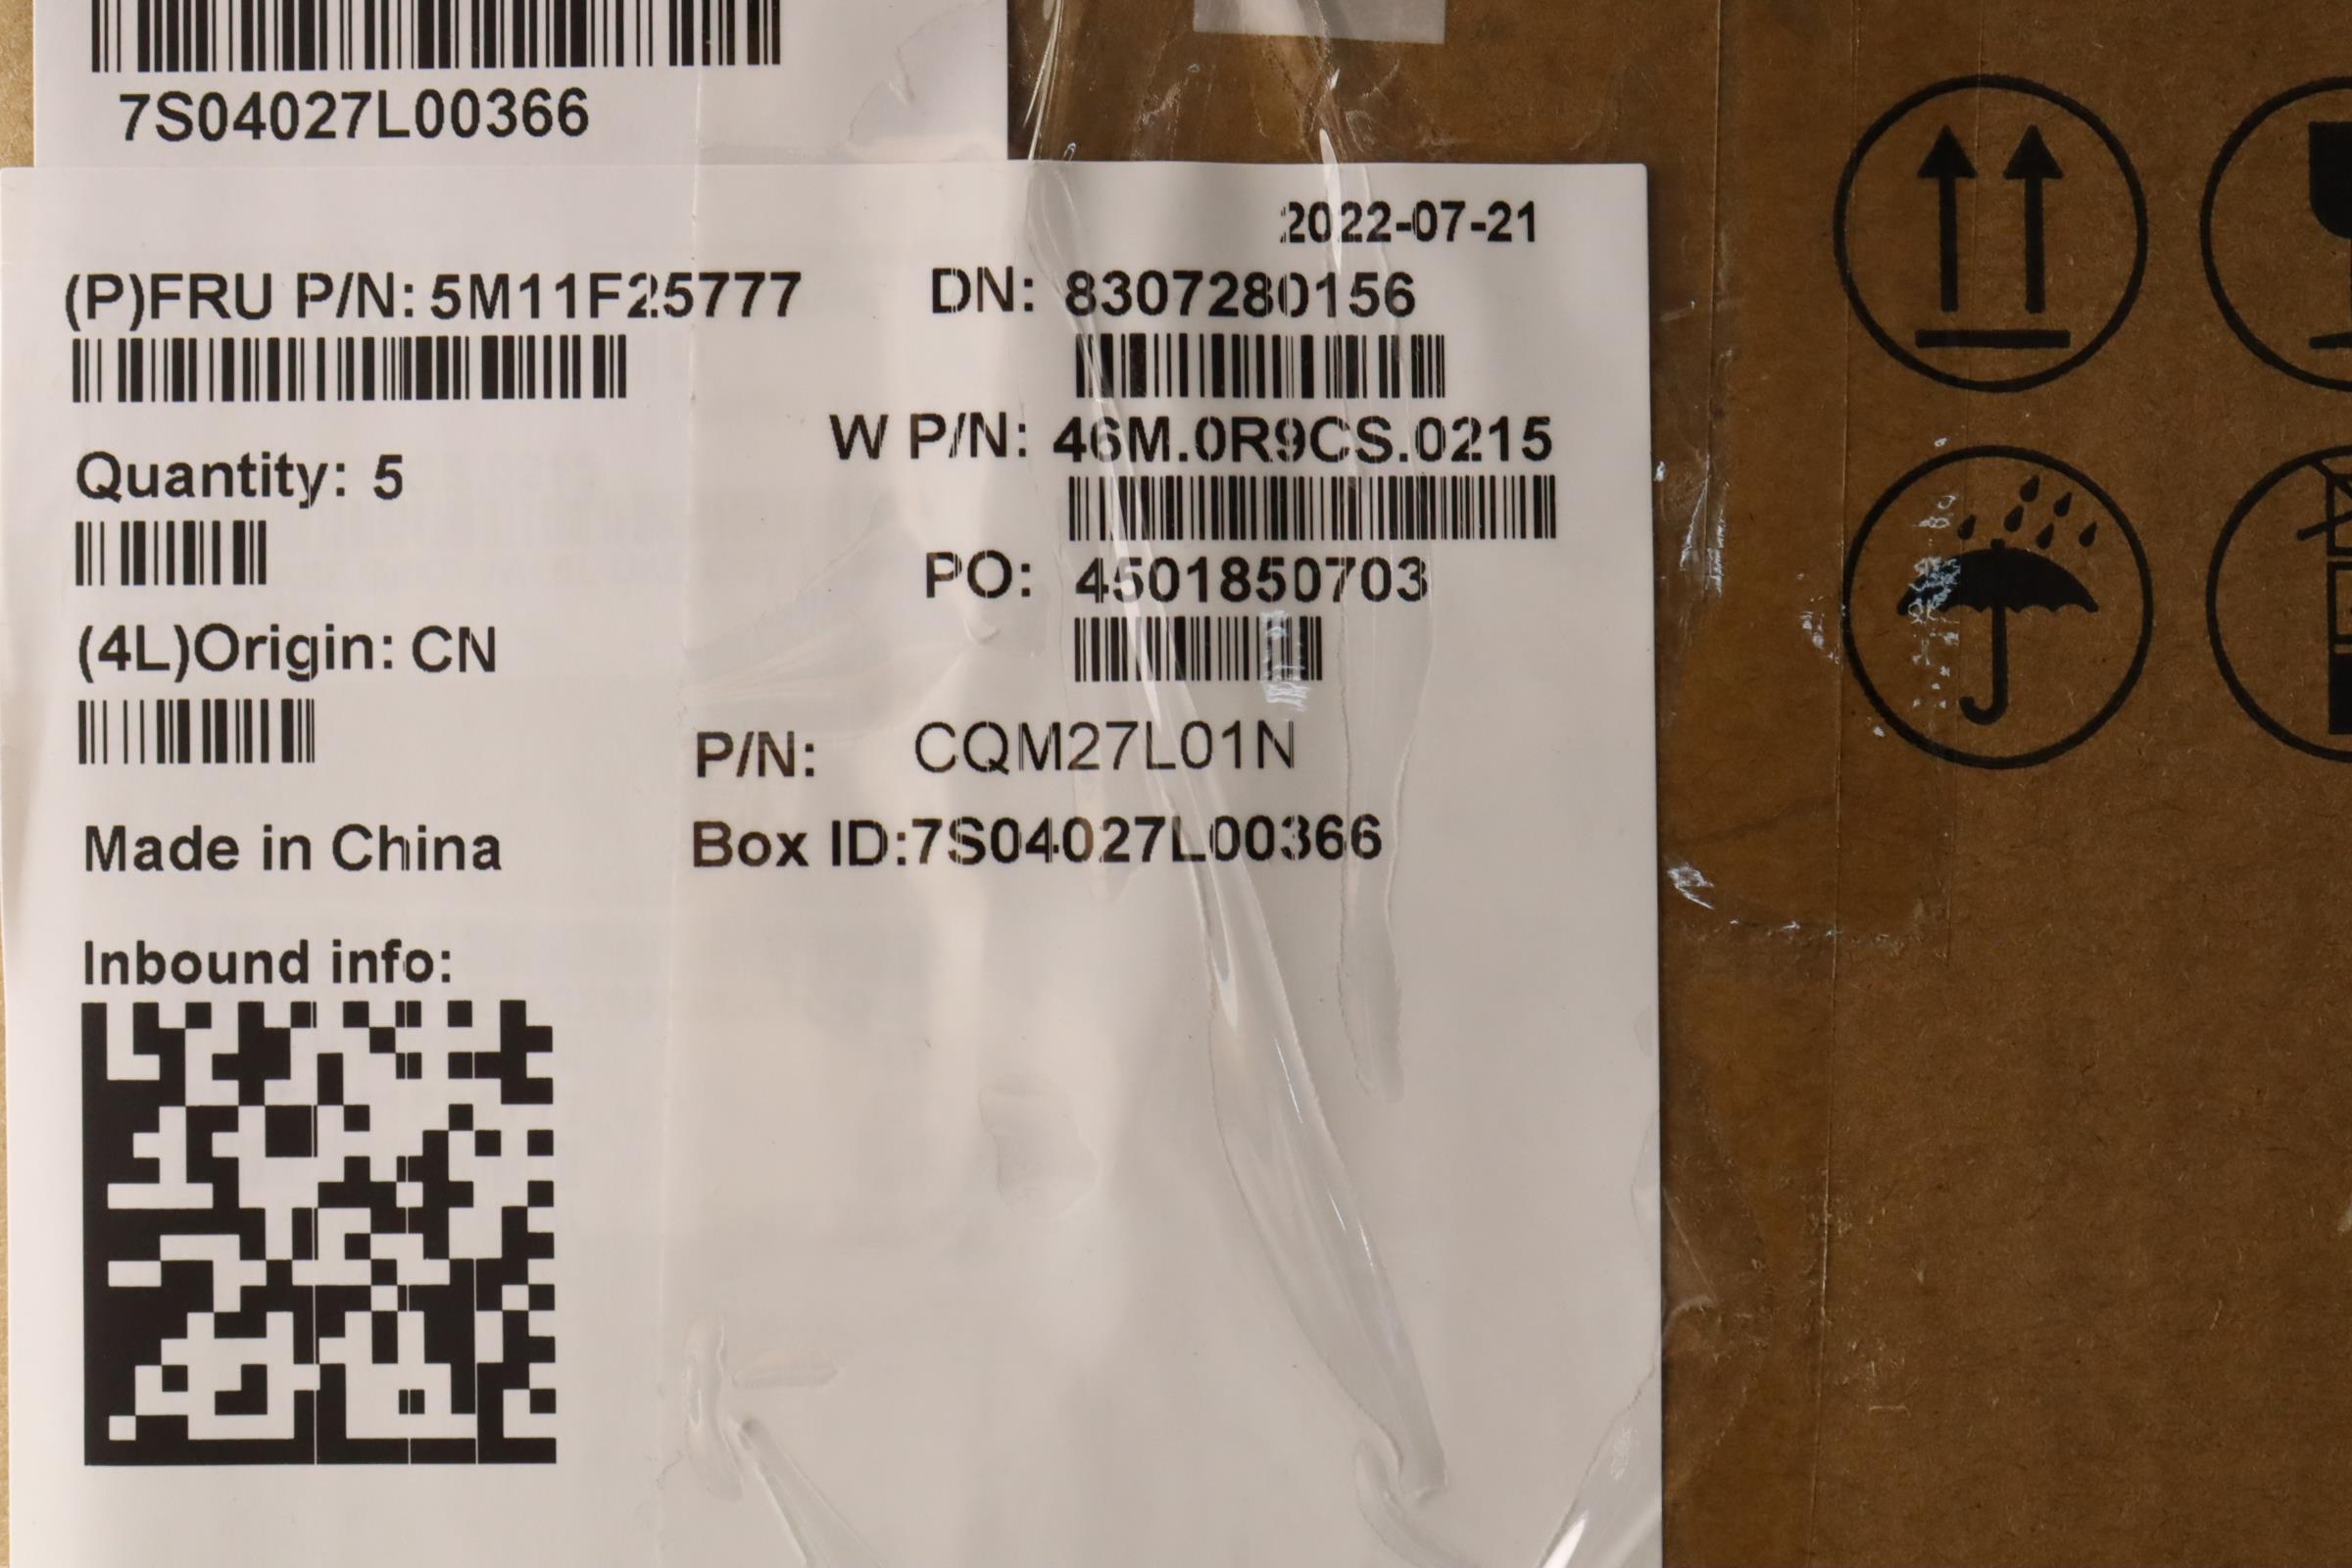 7S04027L00366
2022-07-21
(P)FRU P/N: 5M11F25777
DN: 8307280156
W P/N: 46M.0R9CS.0215
Quantity: 5
PO: 4501850703
(4L)Origin: CN
P/N: CQM27L01N
Made in China
Box ID:7S04027L00366
Inbound info: